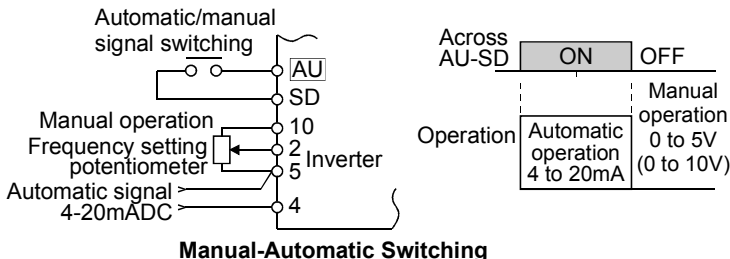 Automatic/manual
signal switching
AU
SD
Manual operation
10
Frequency setting
potentiometer
2
Inverter
5
Automatic signal
4-20mADC
4
Across
AU-SD
ON
OFF
Operation
Automatic
operation
4 to 20mA
Manual
operation
0 to 5V
(0 to 10V)
Manual-Automatic Switching